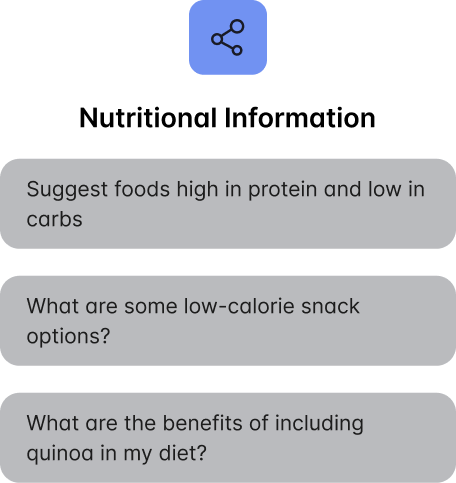 Nutritional Information
Suggest foods high in protein and low in
carbs
What are some low-calorie snack
options?
What are the benefits of including
quinoa in my diet?